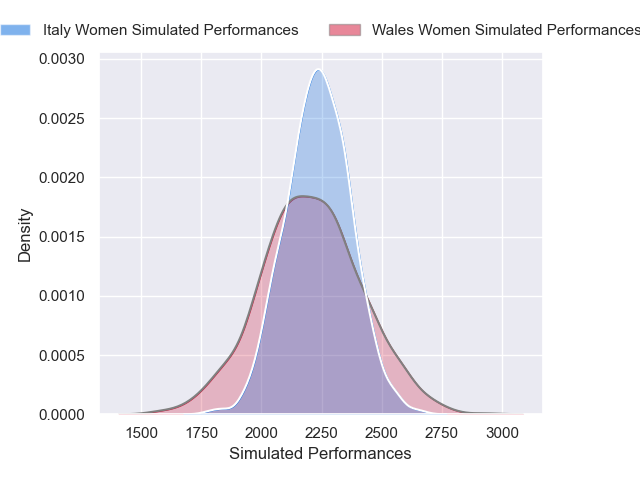 Italy Women Simulated Performances
Wales Women Simulated Performances
0.0030
0.0025
0.0020
0.0015
0.0010
0.0005
0.0000
Density
1500 1750 2000 2250 2500 2750 3000
Simulated Performances